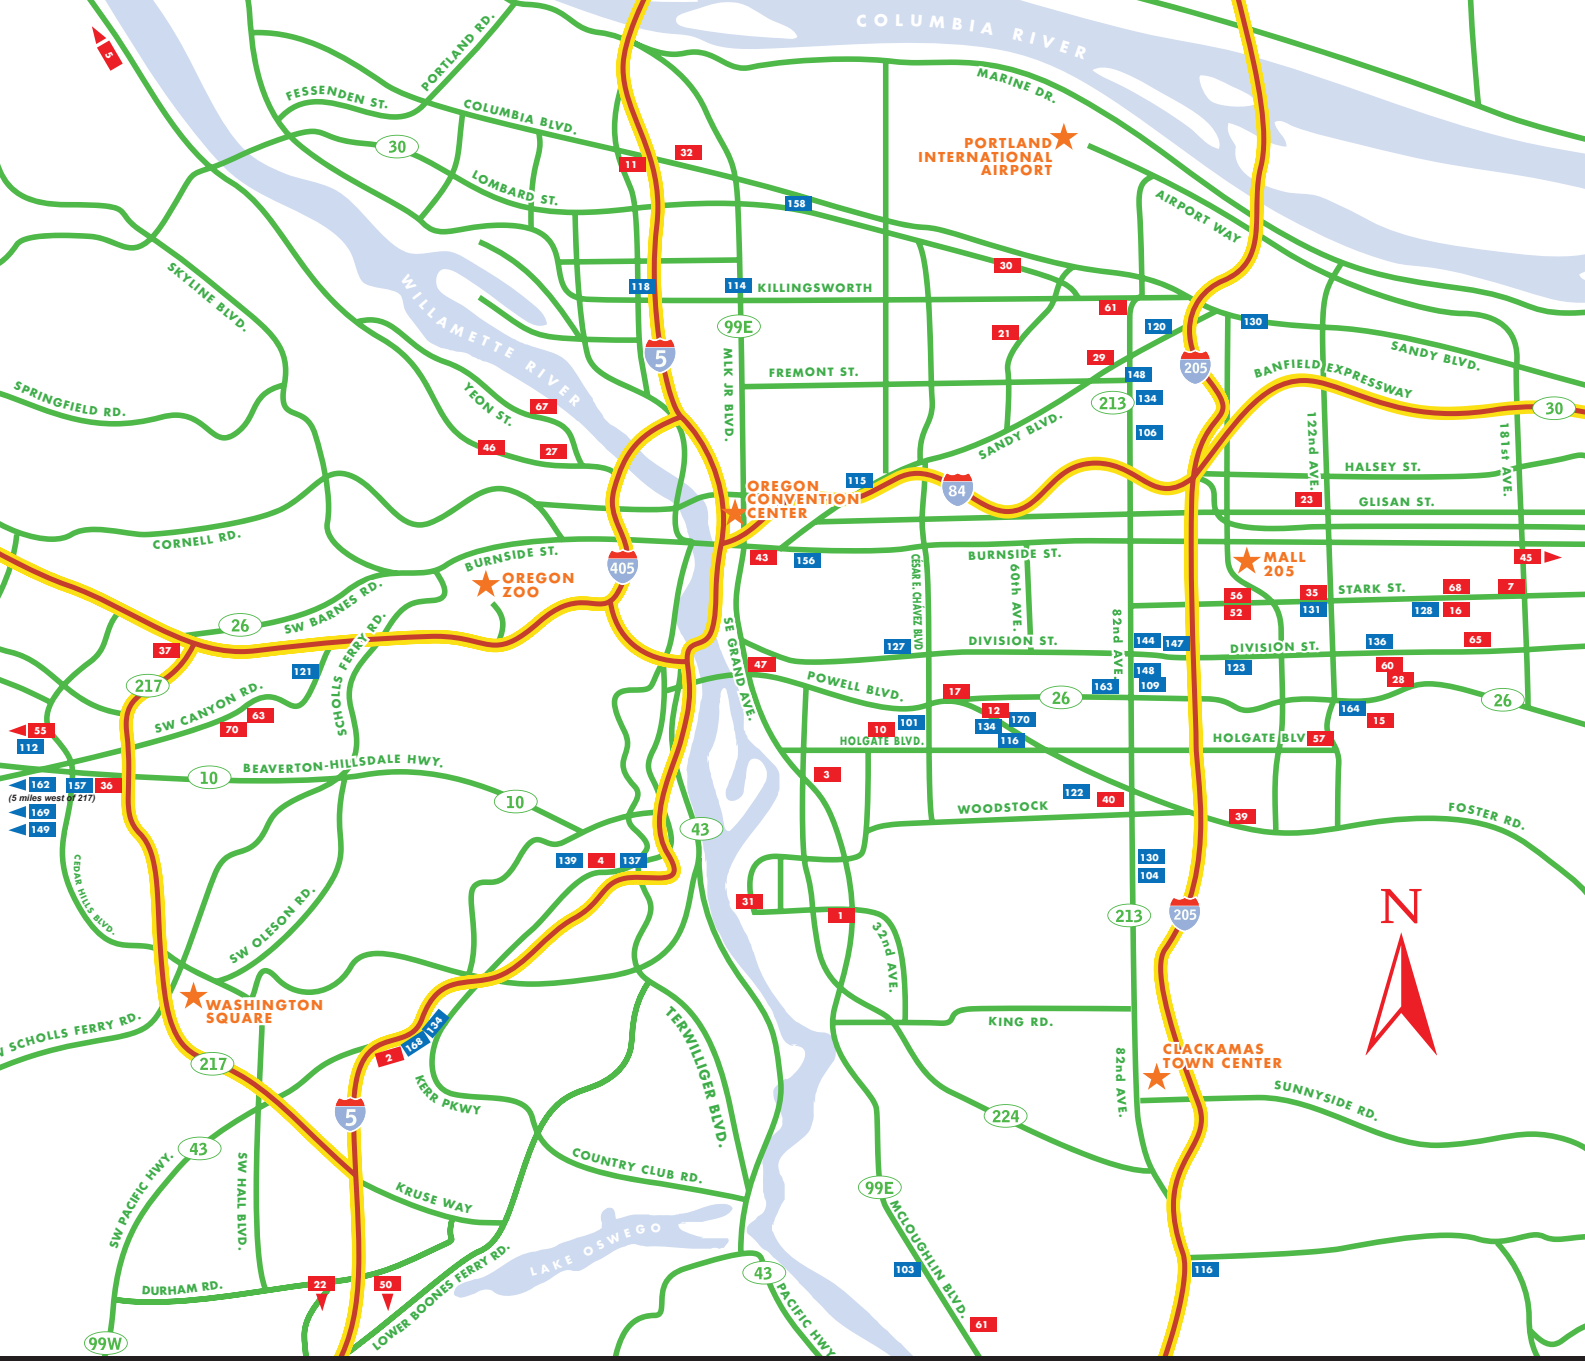 COLUMBIA RIVER
5
PORTLAND RD.
FESSENDEN ST.
COLUMBIA BLVD.
MARINE DR.
30
PORTLAND
INTERNATIONAL
AIRPORT
32
11
LOMBARD ST.
158
AIRPORT WAY
SKYLINE BLVD.
WILLAMETTE RIVER
30
118
114
KILLINGSWORTH
61
99E
21
120
130
5
29
205
SANDY BLVD.
BANFIELD EXPRESSWAY
MLK JR BLVD.
FREMONT ST.
148
SPRINGFIELD RD.
YEON ST.
67
213
134
30
SANDY BLVD.
106
122nd AVE.
181st AVE.
46
27
HALSEY ST.
115
84
OREGON
CONVENTION
CENTER
23
GLISAN ST.
CORNELL RD.
BURNSIDE ST.
405
43
156
BURNSIDE ST.
MALL
205
45
OREGON
ZOO
CÉSAR E. CHÁVEZ BLVD
60th AVE.
SW BARNES RD.
26
56
35
STARK ST.
68
7
52
131
128
16
SCHOLLS FERRY RD.
SE GRAND AVE.
82nd AVE.
37
127
DIVISION ST.
144
147
DIVISION ST.
136
65
121
47
148
123
60
217
POWELL BLVD.
163
109
28
SW CANYON RD.
17
26
26
63
12
164
70
10
101
134
170
15
55
116
112
HOLGATE BLVD.
HOLGATE BLV
57
10
BEAVERTON-HILLSDALE HWY.
3
162
157
36
(5 miles west of 217)
122
40
10
WOODSTOCK
39
FOSTER RD.
169
149
43
139
4
137
130
104
CEDAR HILLS BLVD.
SW OLESON RD.
31
1
213
205
N
32nd AVE.
WASHINGTON
SQUARE
W SCHOLLS FERRY RD.
134
168
2
TERWILLIGER BLVD.
KING RD.
217
CLACKAMAS
TOWN CENTER
82nd AVE.
KERR PKWY
5
224
SUNNYSIDE RD.
43
SW PACIFIC HWY.
SW HALL BLVD.
COUNTRY CLUB RD.
KRUSE WAY
99E
LAKE OSWEGO
MCLOUGHLIN BLVD.
103
116
DURHAM RD.
22
50
43
LOWER BOONES FERRY RD.
PACIFIC HWY
61
99W